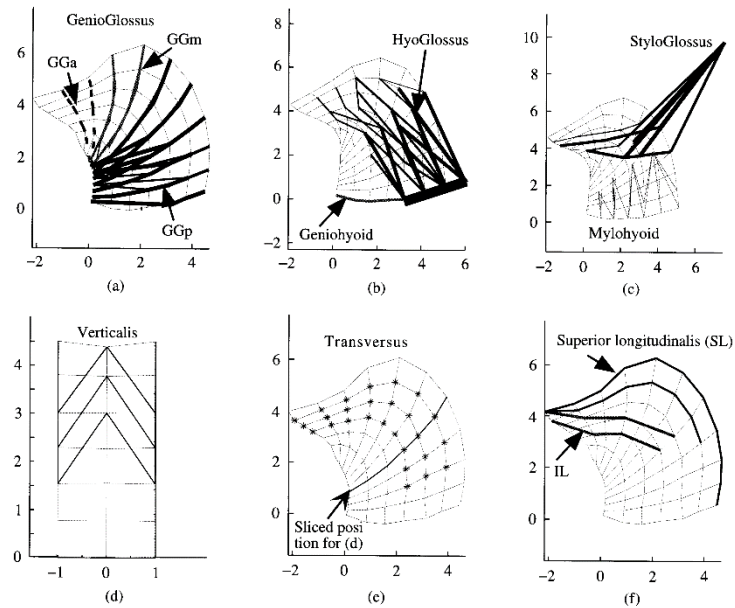 GenioGlossus
GGm
GGa
GGp
6
4
2
0
-2 0 2 4
(a)
HyoGlossus
Geniohyoid
8
6
4
2
0
-2
-2 0 2 4 6
(b)
StyloGlossus
Mylohyoid
10
8
6
4
2
0
-2 0 2 4 6
(c)
Verticalis
4
3
2
1
0
-1 0 1
(d)
Transversus
Sliced posi
tion for (d)
6
4
2
0
-2 0 2 4
(e)
Superior longitudinalis (SL)
IL
6
4
2
0
-2 0 2 4
(f)